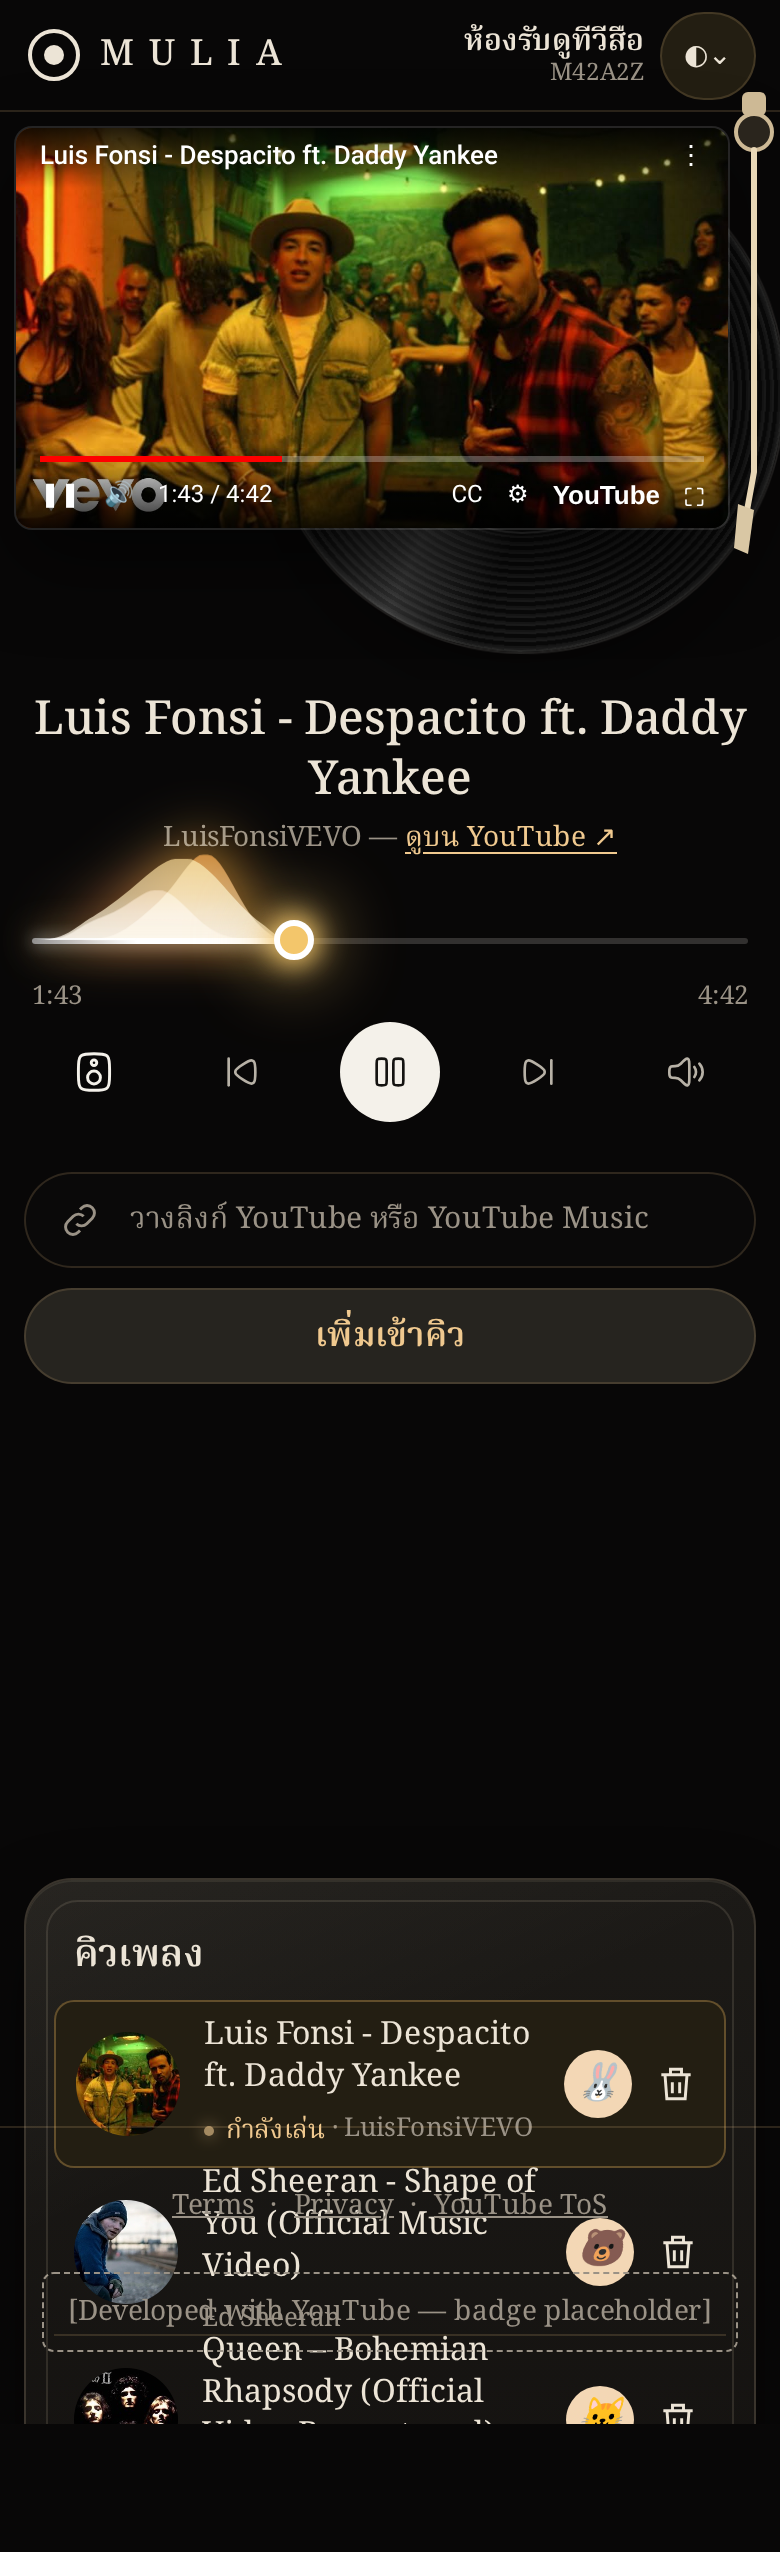 MULIA
ห้องรับดูทีวีสือ
M42A2Z
Luis Fonsi - Despacito ft. Daddy Yankee
vevo
1:43 / 4:42
CC
YouTube
Luis Fonsi - Despacito ft. Daddy
Yankee
LuisFonsiVEVO — ดูบน YouTube ↗
1:43
4:42
วางลิงก์ YouTube หรือ YouTube Music
เพิ่มเข้าคิว
คิวเพลง
Luis Fonsi - Despacito
ft. Daddy Yankee
กำลังเล่น · LuisFonsiVEVO
Ed Sheeran - Shape of
Terms · Privacy · YouTube ToS
You (Official Music
Video)
[Developed with YouTube — badge placeholder]
Ed Sheeran
Queen – Bohemian
Rhapsody (Official